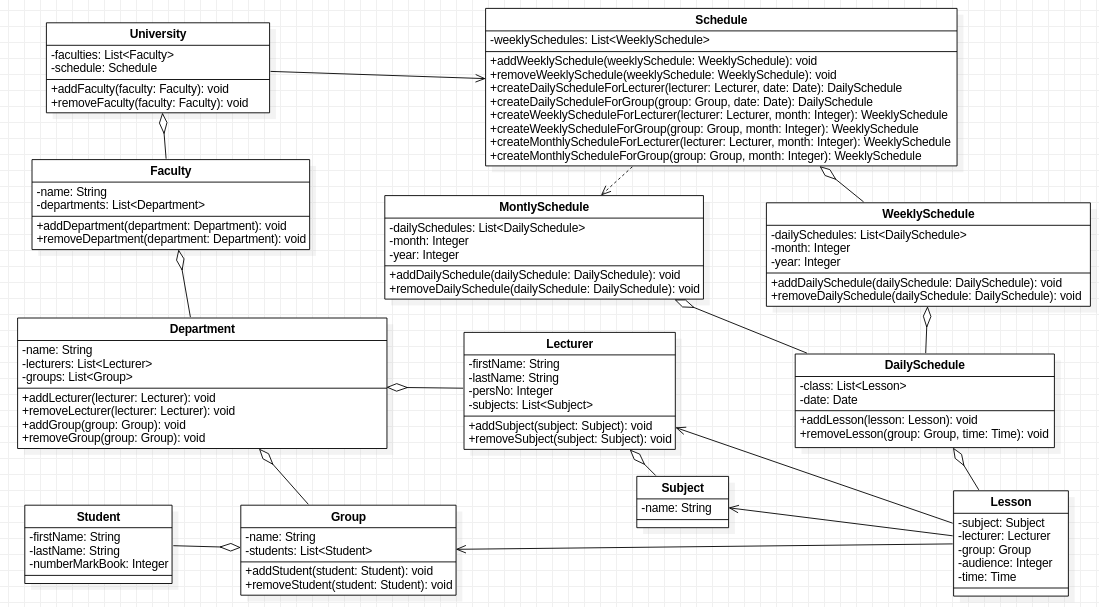 University
-faculties: List<Faculty>
-schedule: Schedule
+addFaculty(faculty: Faculty): void
+removeFaculty(faculty: Faculty): void
Schedule
-weeklySchedules: List<WeeklySchedule>
+addWeeklySchedule(weeklySchedule: WeeklySchedule): void
+removeWeeklySchedule(weeklySchedule: WeeklySchedule): void
+createDailyScheduleForLecturer(lecturer: Lecturer, date: Date): DailySchedule
+createDailyScheduleForGroup(group: Group, date: Date): DailySchedule
+createWeeklyScheduleForLecturer(lecturer: Lecturer, month: Integer): WeeklySchedule
+createWeeklyScheduleForGroup(group: Group, month: Integer): WeeklySchedule
+createMonthlyScheduleForLecturer(lecturer: Lecturer, month: Integer): WeeklySchedule
+createMonthlyScheduleForGroup(group: Group, month: Integer): WeeklySchedule
Faculty
-name: String
-departments: List<Department>
+addDepartment(department: Department): void
+removeDepartment(department: Department): void
MontlySchedule
-dailySchedules: List<DailySchedule>
-month: Integer
-year: Integer
+addDailySchedule(dailySchedule: DailySchedule): void
+removeDailySchedule(dailySchedule: DailySchedule): void
WeeklySchedule
-dailySchedules: List<DailySchedule>
-month: Integer
-year: Integer
+addDailySchedule(dailySchedule: DailySchedule): void
+removeDailySchedule(dailySchedule: DailySchedule): void
Department
-name: String
-lecturers: List<Lecturer>
-groups: List<Group>
+addLecturer(lecturer: Lecturer): void
+removeLecturer(lecturer: Lecturer): void
+addGroup(group: Group): void
+removeGroup(group: Group): void
Lecturer
-firstName: String
-lastName: String
-persNo: Integer
-subjects: List<Subject>
+addSubject(subject: Subject): void
+removeSubject(subject: Subject): void
DailySchedule
-class: List<Lesson>
-date: Date
+addLesson(lesson: Lesson): void
+removeLesson(group: Group, time: Time): void
Subject
-name: String
Student
-firstName: String
-lastName: String
-numberMarkBook: Integer
Group
-name: String
-students: List<Student>
+addStudent(student: Student): void
+removeStudent(student: Student): void
Lesson
-subject: Subject
-lecturer: Lecturer
-group: Group
-audience: Integer
-time: Time